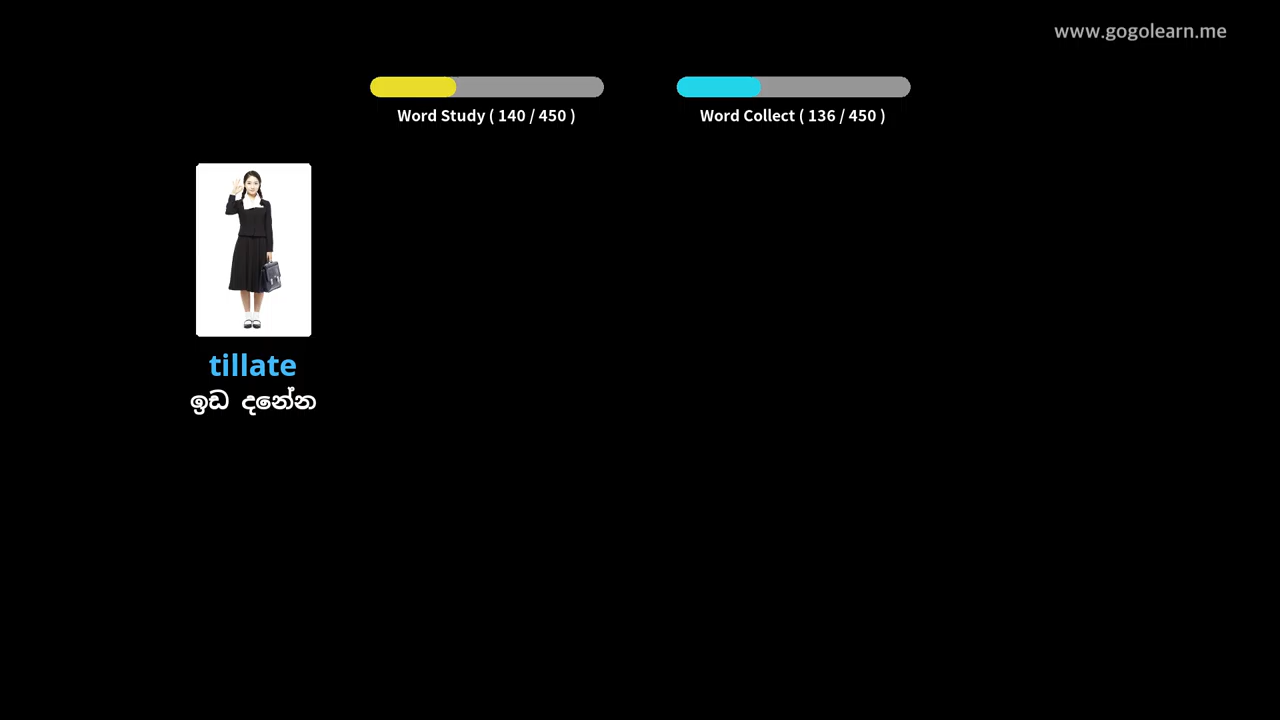 www.gogolearn.me
Word Study ( 140 / 450 )
Word Collect ( 136 / 450 )
tillate
ඉඩ දෙන්න